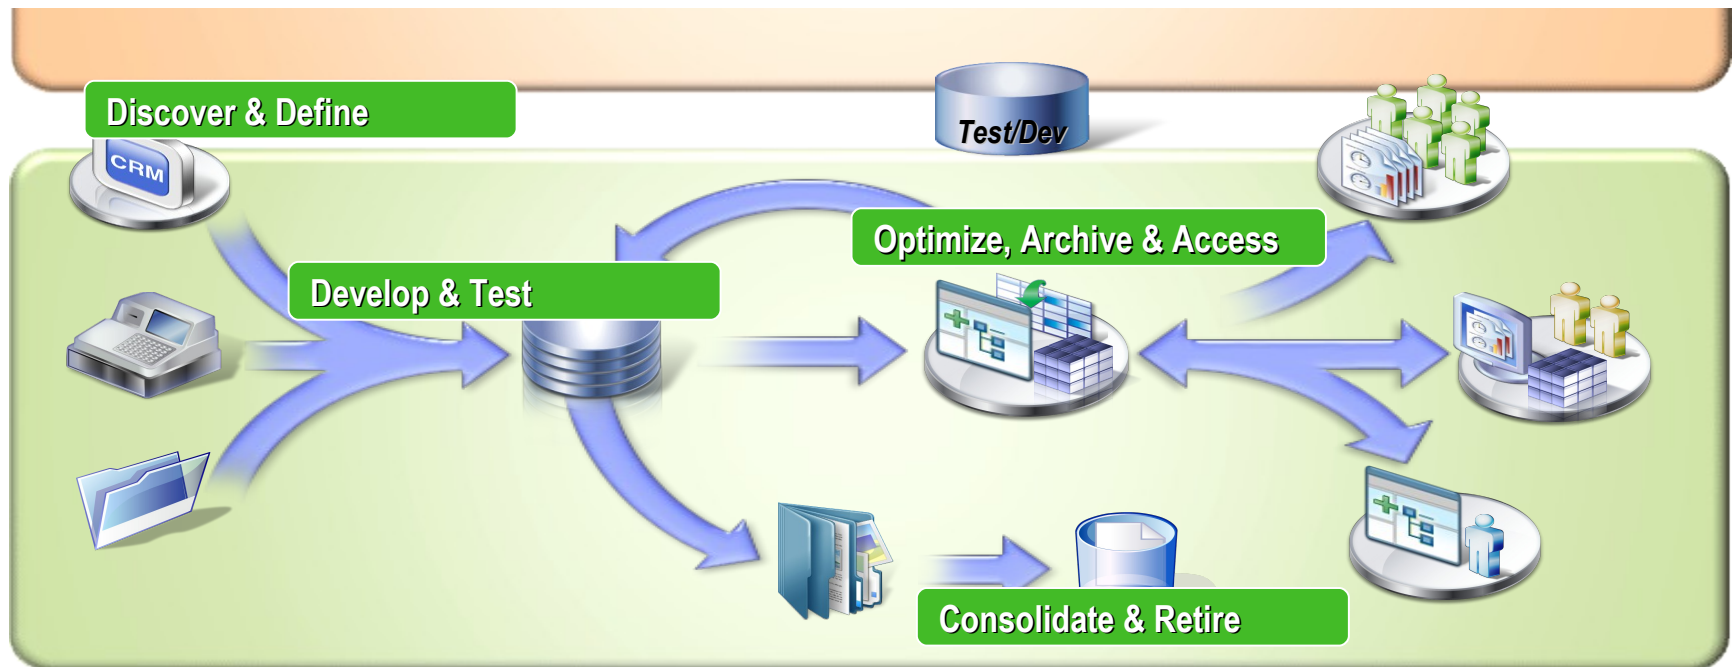 Discover & Define
Test/Dev
CRM
Optimize, Archive & Access
Develop & Test
Consolidate & Retire